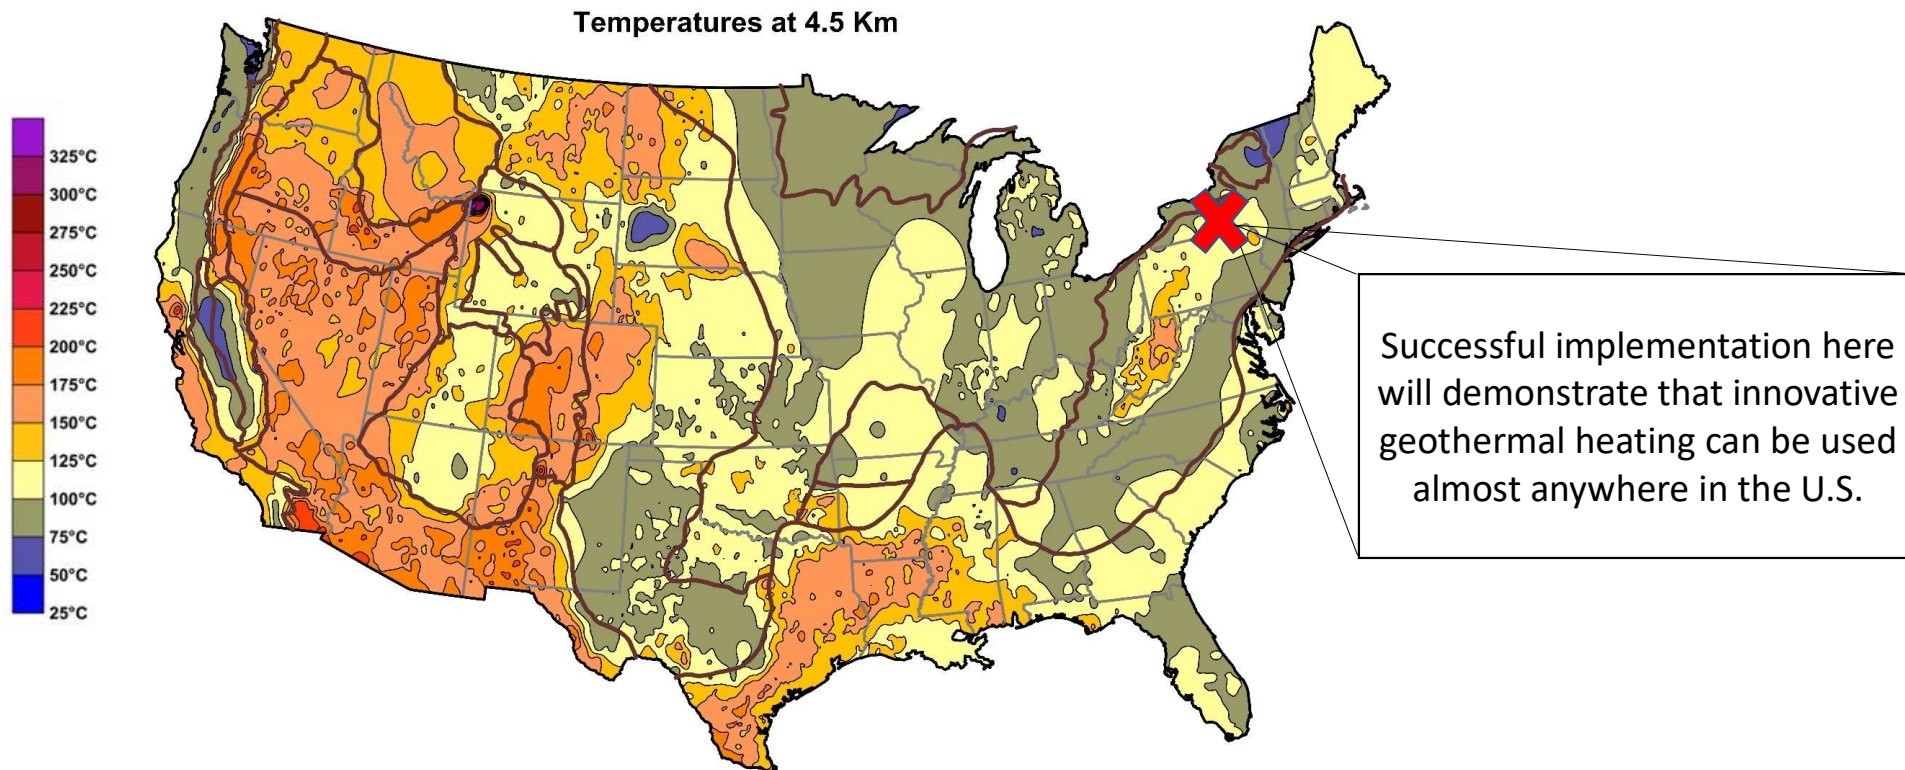 Temperatures at 4.5 Km
325°C
300°C
275°C
250°C
225°C
200°C
175°C
150°C
125°C
100°C
75°C
50°C
25°C
Successful implementation here
will demonstrate that innovative
geothermal heating can be used
almost anywhere in the U.S.